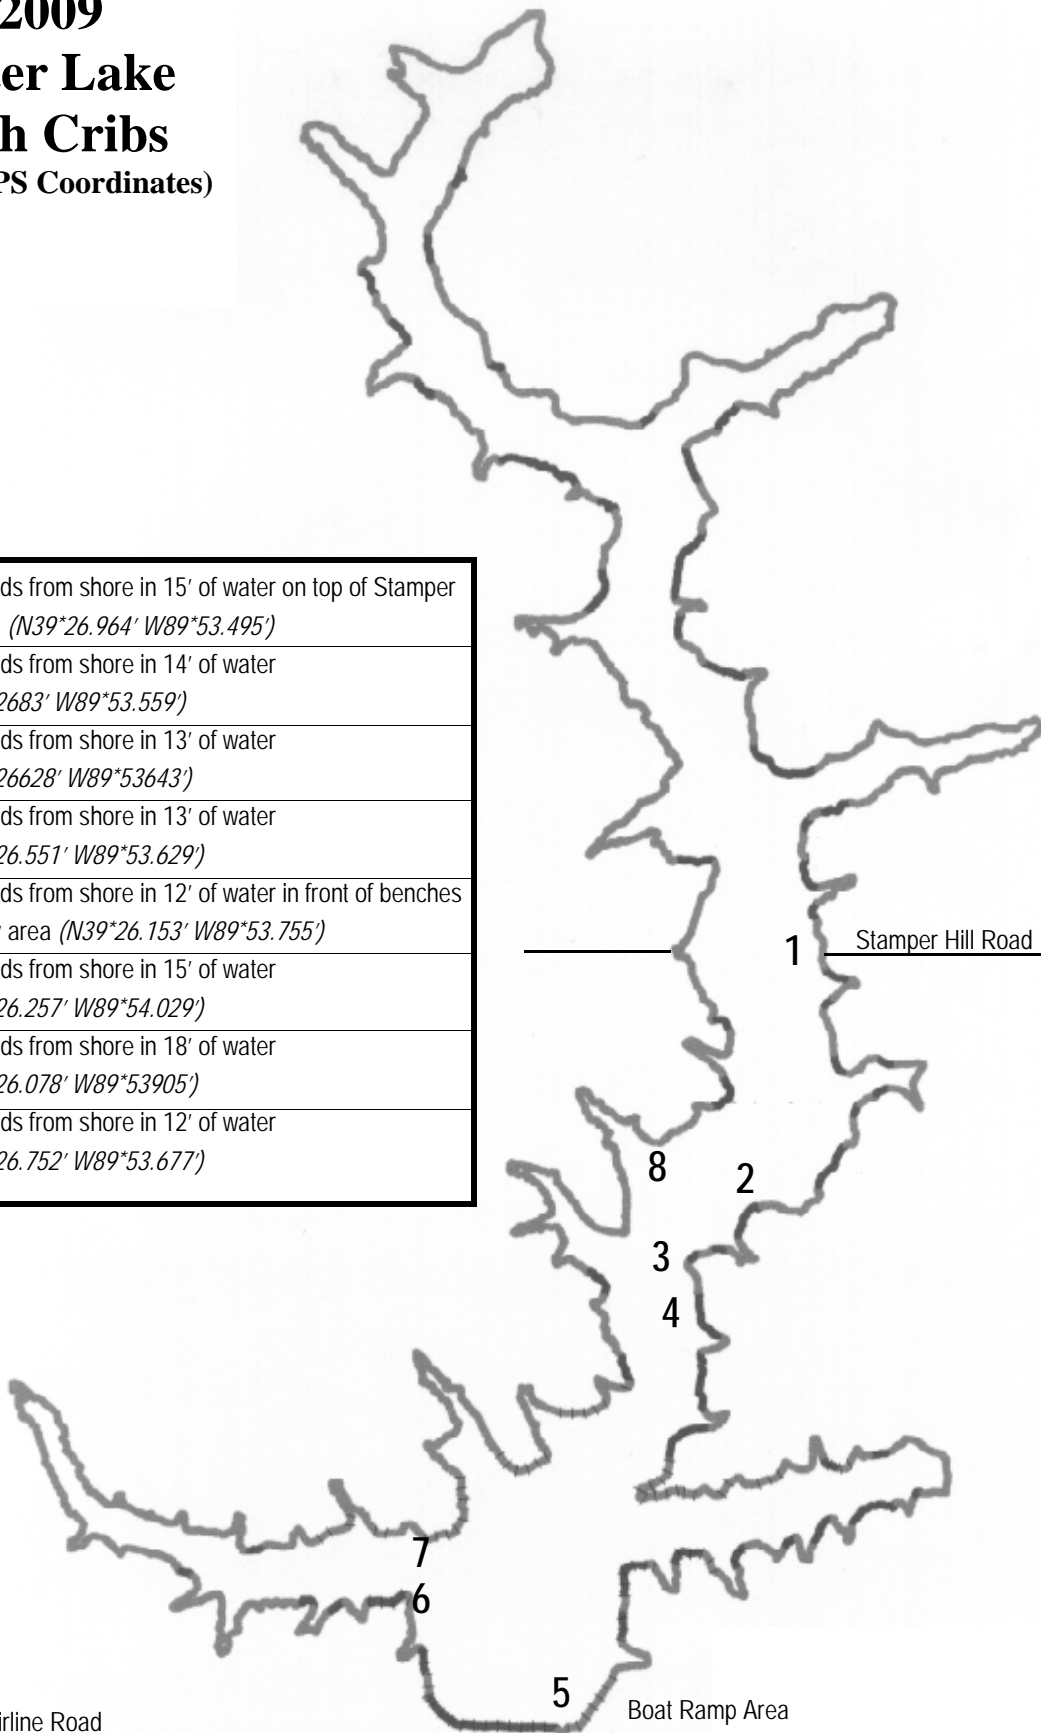 2009
er Lake
h Cribs
PS Coordinates)
ds from shore in 15' of water on top of Stamper
(N39*26.964' W89*53.495')
ds from shore in 14' of water
2683' W89*53.559')
ds from shore in 13' of water
26628' W89*53643')
ds from shore in 13' of water
26.551' W89*53.629')
ds from shore in 12' of water in front of benches
area (N39*26.153' W89*53.755')
ds from shore in 15' of water
26.257' W89*54.029')
ds from shore in 18' of water
26.078' W89*53905')
ds from shore in 12' of water
26.752' W89*53.677')
1
Stamper Hill Road
8
2
3
4
7
6
5
Boat Ramp Area
irline Road